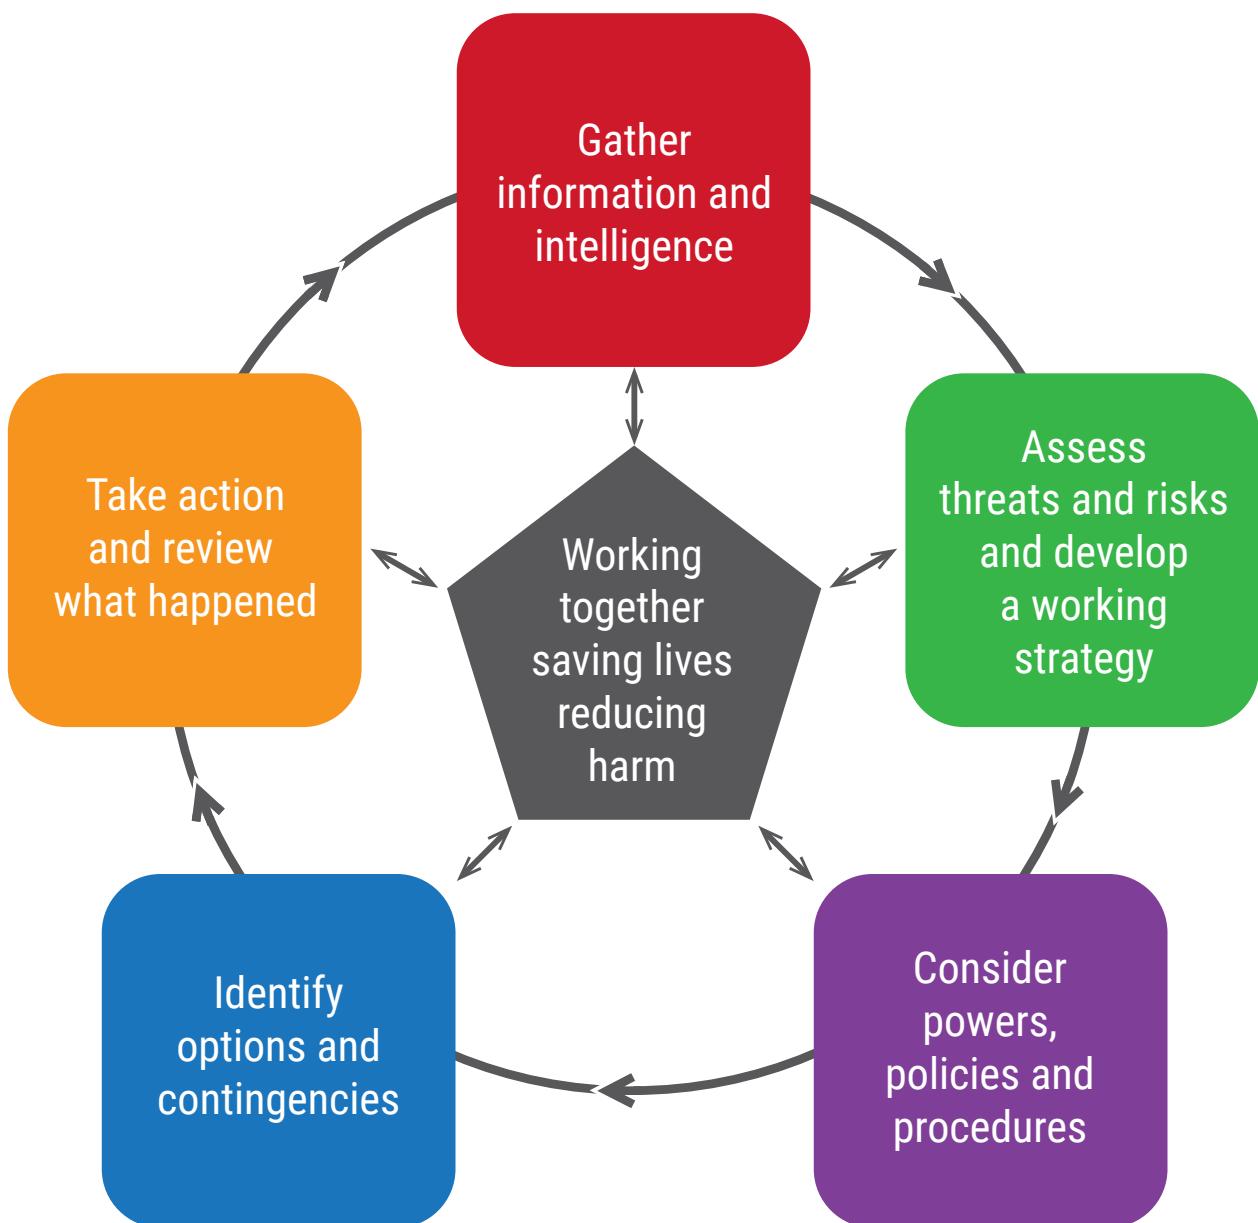 Gather
information and
intelligence
Assess
threats and risks
and develop
a working
strategy
Consider
powers,
policies and
procedures
Identify
options and
contingencies
Take action
and review
what happened
Working
together
saving lives
reducing
harm